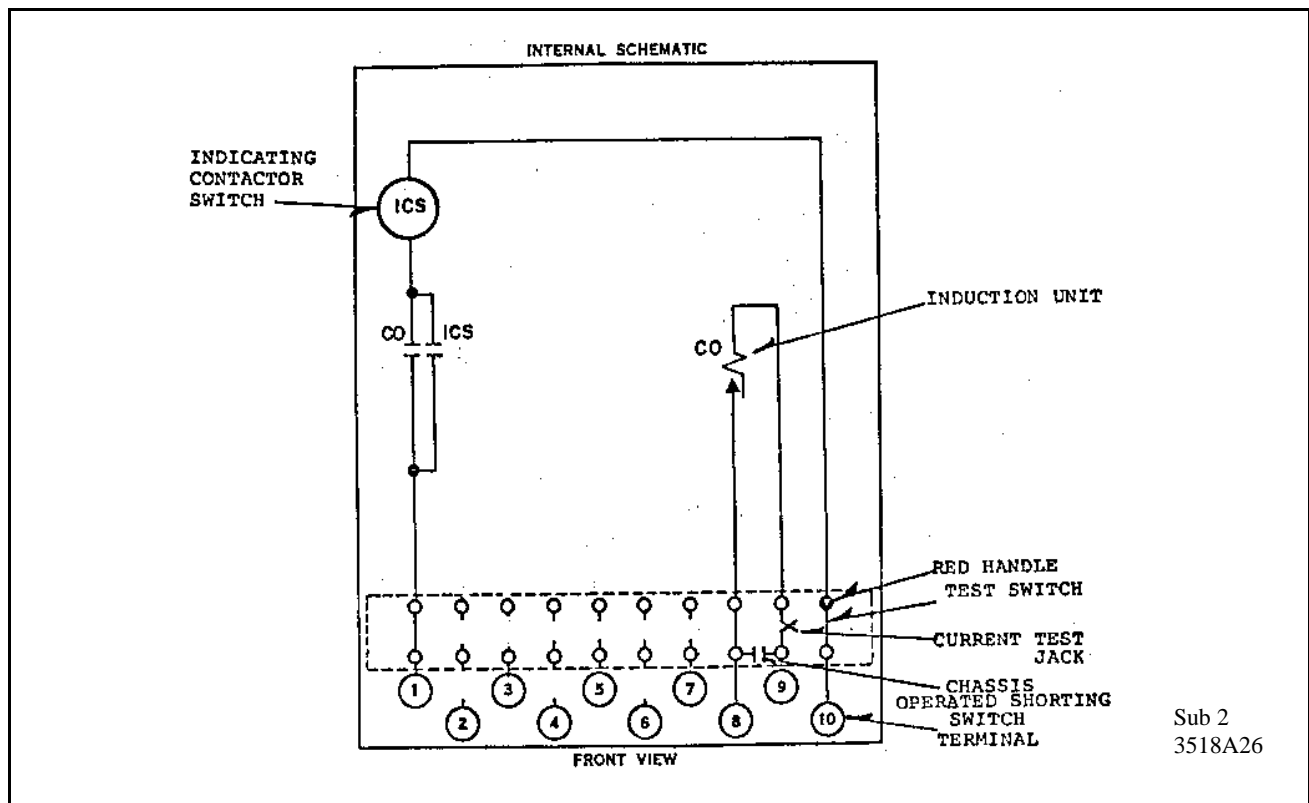 INTERNAL SCHEMATIC
INDICATING
CONTACTOR
SWITCH
ICS
CO ICS
INDUCTION UNIT
CO
RED HANDLE
TEST SWITCH
CURRENT TEST
JACK
CHASSIS
OPERATED SHORTING
SWITCH
TERMINAL
1 3 5 7 9
2 4 6 8 10
FRONT VIEW
Sub 2
3518A26